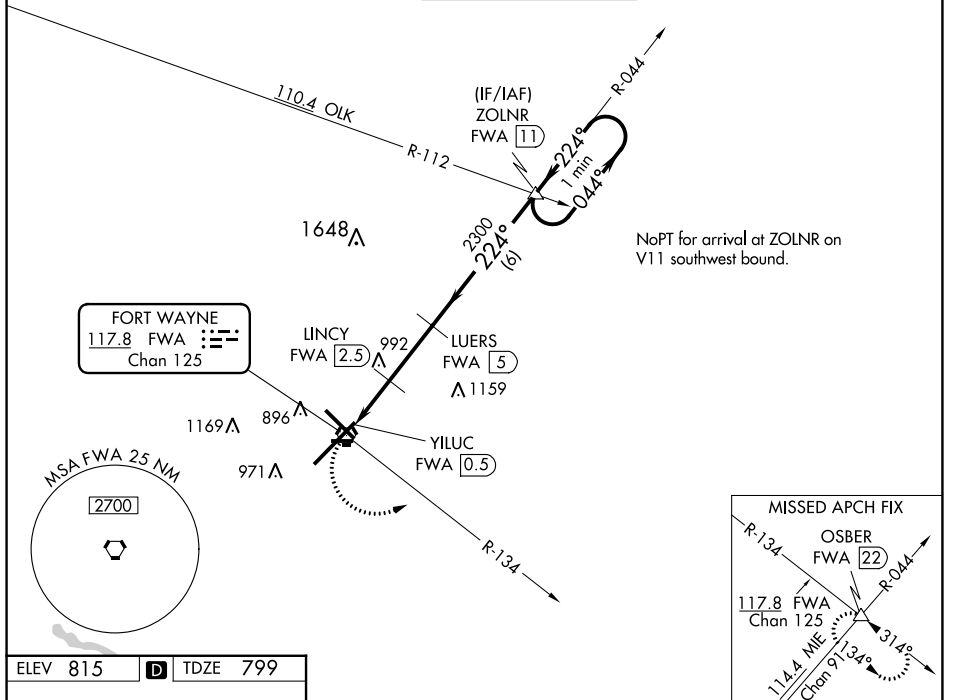 110.4 OLK
R-112
(IF/IAF)
ZOLNR
FWA 11
R-044
224°
1 min
044°
1648
2300
224°
(6)
NoPT for arrival at ZOLNR on
V11 southwest bound.
FORT WAYNE
117.8 FWA
Chan 125
LINCY
FWA 2.5
992
LUERS
FWA 5
1159
1169
896
971
YILUC
FWA 0.5
MSA FWA 25 NM
2700
R-134
MISSED APCH FIX
R-134
OSBER
FWA 22
R-044
117.8 FWA
Chan 125
314°
134°
114.4 MIE
Chan 91
ELEV 815 D TDZE 799